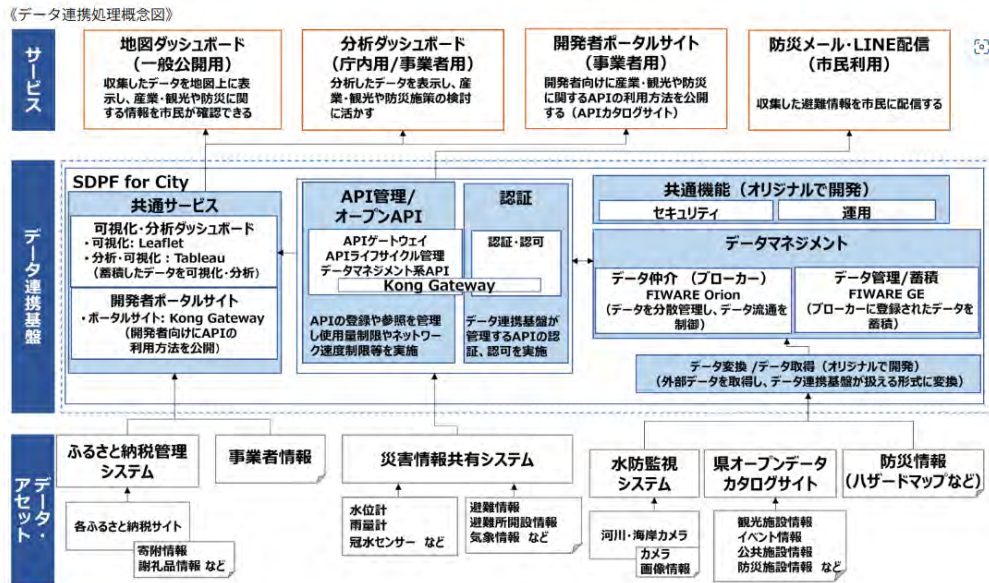 《データ連携処理概念図》
サービス
地図ダッシュボード
（一般公開用）
収集したデータを地図上に表
示し、産業・観光や防災に関
する情報を市民が確認できる
分析ダッシュボード
（庁内用/事業者用）
分析したデータを表示し、産
業・観光や防災施策の検討
に活かす
開発者ポータルサイト
（事業者用）
開発者向けに産業・観光や防災
に関するAPIの利用方法を公開
する（APIカタログサイト）
防災メール・LINE配信
（市民利用）
収集した避難情報を市民に配信する
データ連携基盤
SDPF for City
共通サービス
可視化・分析ダッシュボード
・可視化: Leaflet
・分析・可視化：Tableau
（蓄積したデータを可視化・分析）
開発者ポータルサイト
・ポータルサイト: Kong Gateway
（開発者向けにAPIの
利用方法を公開）
API管理/
オープンAPI
APIゲートウェイ
APIライフサイクル管理
データマネジメント系API
認証
認証・認可
Kong Gateway
APIの登録や参照を管理
し使用量制限やネットワー
ク速度制限等を実施
データ連携基盤が
管理するAPIの認
証、認可を実施
共通機能（オリジナルで開発）
セキュリティ
運用
データマネジメント
データ仲介（ブローカー）
FIWARE Orion
（データを分散管理し、データ流通を
制御）
データ管理/蓄積
FIWARE GE
（ブローカーに登録されたデータを
蓄積）
データ変換 /データ取得（オリジナルで開発）
（外部データを取得し、データ連携基盤が扱える形式に変換）
データ・
アセット
ふるさと納税管理
システム
各ふるさと納税サイト
寄附情報
謝礼品情報 など
事業者情報
災害情報共有システム
水位計
雨量計
冠水センサー など
避難情報
避難所開設情報
気象情報 など
水防監視
システム
河川・海岸カメラ
カメラ
画像情報
県オープンデータ
カタログサイト
観光施設情報
イベント情報
公共施設情報
防災施設情報 など
防災情報
（ハザードマップなど）